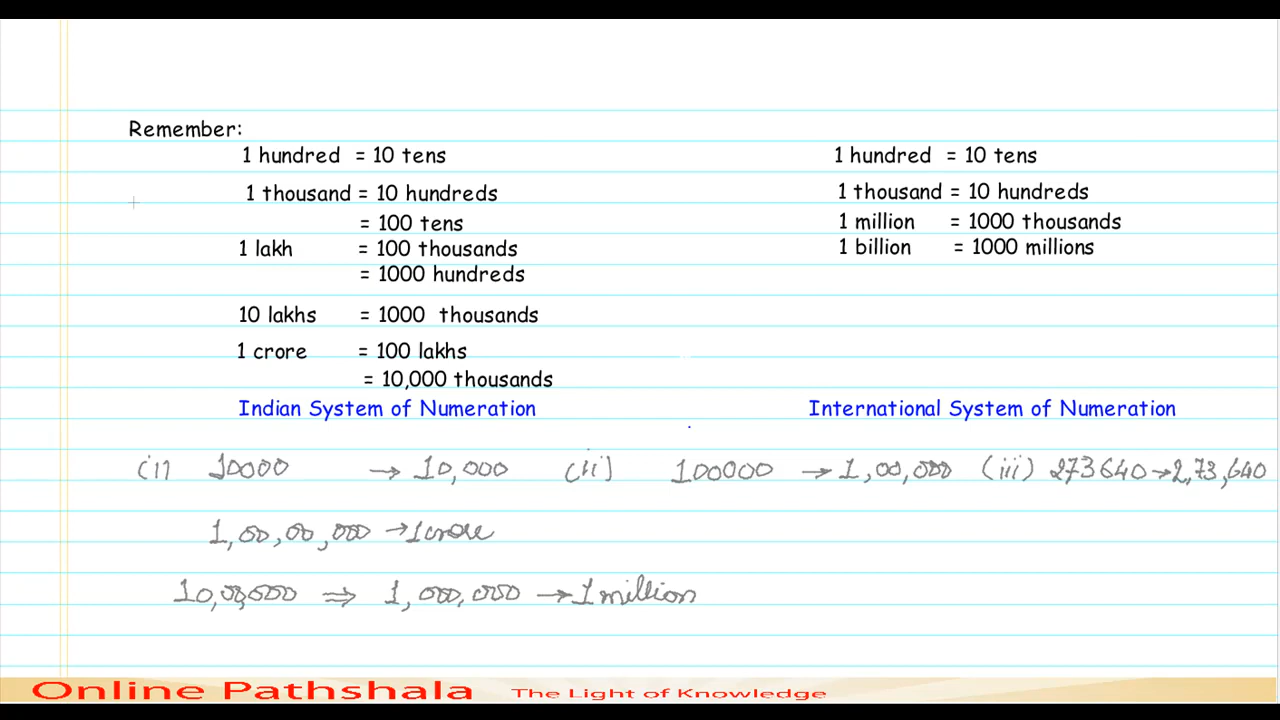 Remember:
1 hundred = 10 tens
1 thousand = 10 hundreds
= 100 tens
1 lakh = 100 thousands
= 1000 hundreds
10 lakhs = 1000 thousands
1 crore = 100 lakhs
= 10,000 thousands
Indian System of Numeration
1 hundred = 10 tens
1 thousand = 10 hundreds
1 million = 1000 thousands
1 billion = 1000 millions
International System of Numeration
(i) 10000 → 10,000 (ii) 100000 → 1,00,000 (iii) 273640 → 2,73,640
1,00,00,000 → 1 crore
10,00,000 ⇒ 1,000,000 → 1 million
Online Pathshala The Light of Knowledge